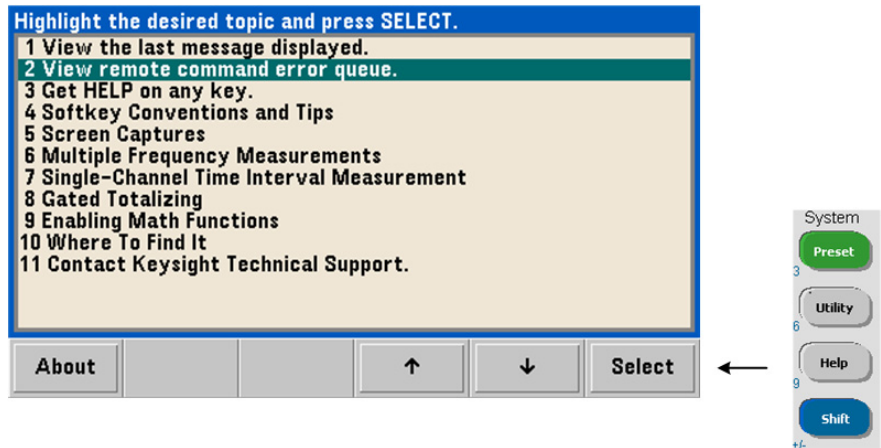 Highlight the desired topic and press SELECT.
1 View the last message displayed.
2 View remote command error queue.
3 Get HELP on any key.
4 Softkey Conventions and Tips
5 Screen Captures
6 Multiple Frequency Measurements
7 Single-Channel Time Interval Measurement
8 Gated Totalizing
9 Enabling Math Functions
10 Where To Find It
11 Contact Keysight Technical Support.
About ↑ ↓ Select
System
Preset
3
Utility
6
Help
9
Shift
+/-